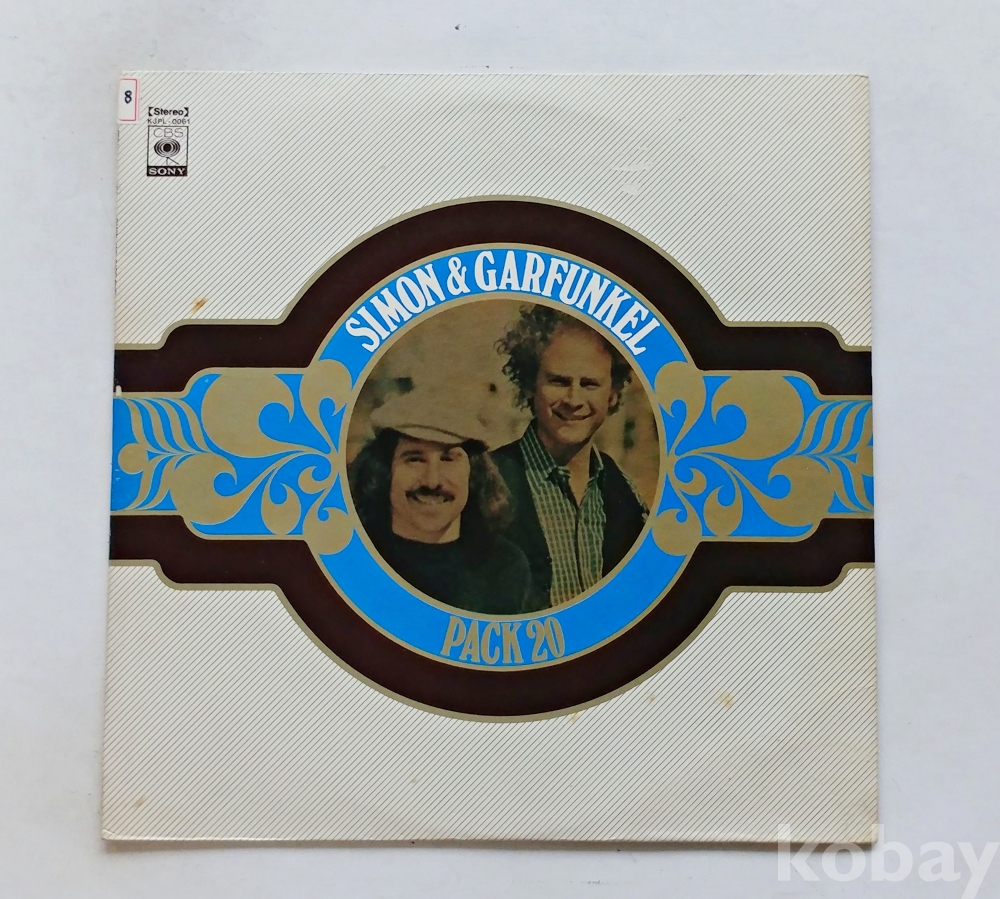 8
【Stereo】
KJPL-0061
CBS
SONY
SIMON & GARFUNKEL
PACK 20
kobay